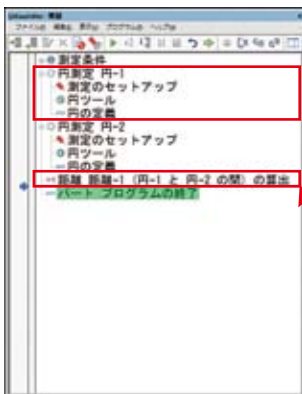 ファイル 編集 表示 プログラム ヘルプ
測定条件
円測定 円-1
測定のセットアップ
円ツール
円の定義
円測定 円-2
測定のセットアップ
円ツール
円の定義
距離 距離-1 (円-1 と 円-2 の間) の算出
パート プログラムの終了